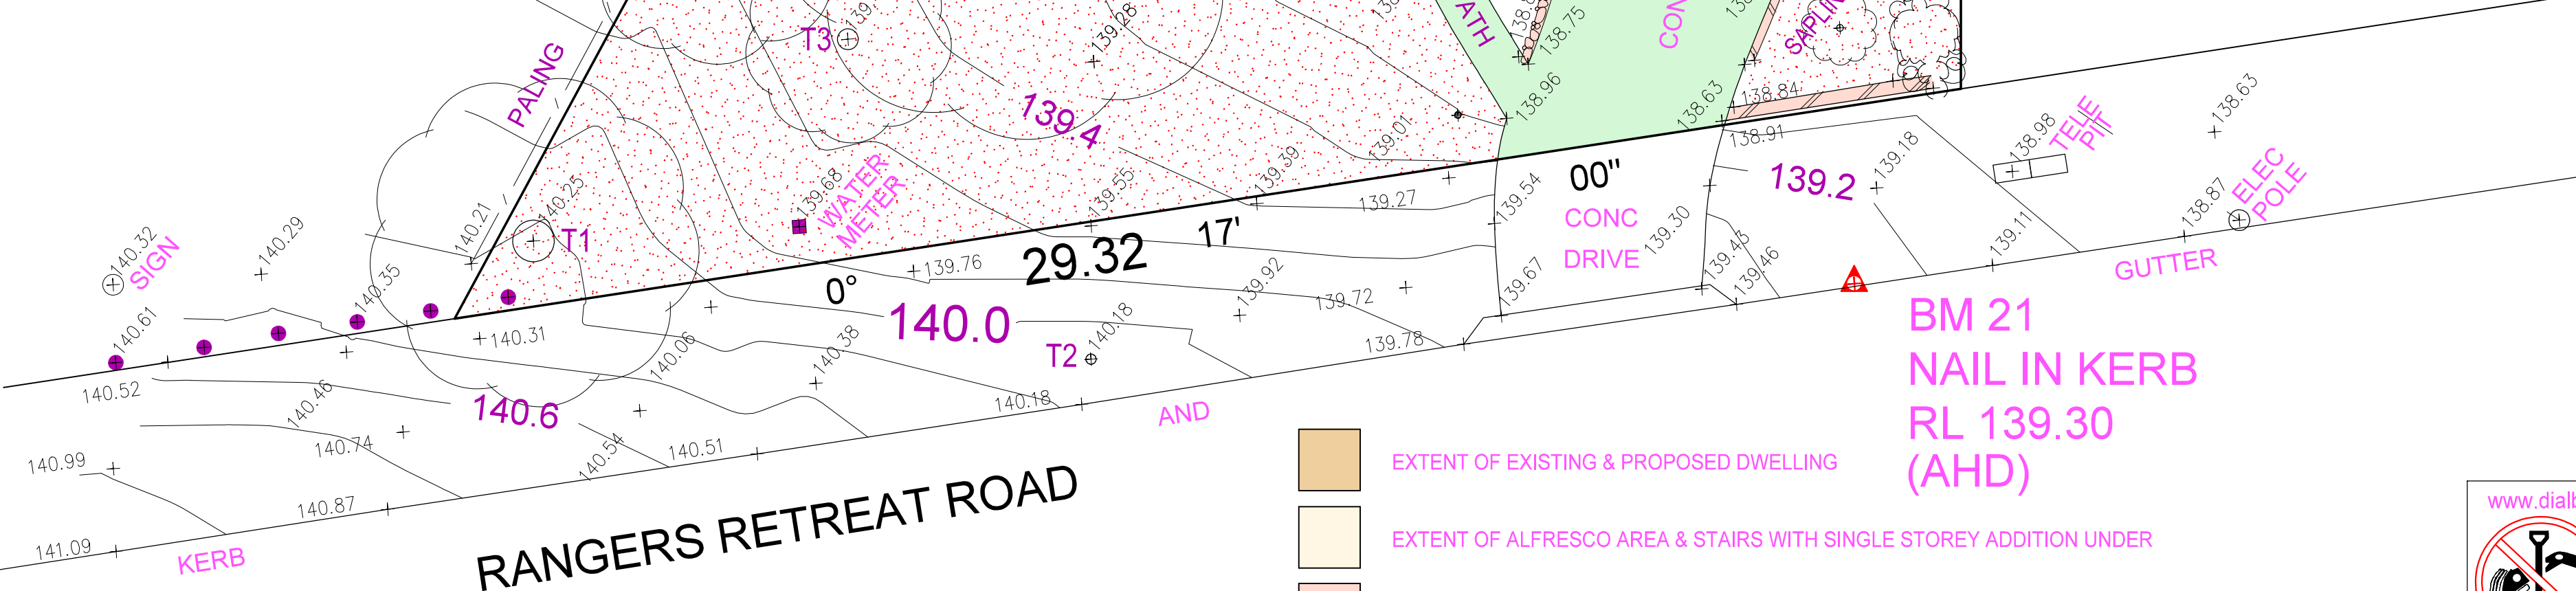 PALING
T3
139.28
139.4
ATH
138.75
138.96
CON
138.63
SAPLIN
138.84
138.91
139.18
139.2
138.98
TELE
PIT
138.63
138.87
ELEC
POLE
139.11
GUTTER
140.32
SIGN
140.29
140.61
140.35
140.21
140.25
T1
139.68
WATER
METER
139.55
139.39
139.01
139.27
139.54
00"
CONC
DRIVE
139.30
139.43
139.46
139.67
17'
29.32
0°
139.76
139.92
139.72
139.78
140.0
140.18
T2
140.31
140.06
140.38
140.18
AND
140.52
140.46
140.6
140.74
140.54
140.51
140.99
140.87
141.09
KERB
RANGERS RETREAT ROAD
BM 21
NAIL IN KERB
RL 139.30
(AHD)
EXTENT OF EXISTING & PROPOSED DWELLING
EXTENT OF ALFRESCO AREA & STAIRS WITH SINGLE STOREY ADDITION UNDER
www.dialb